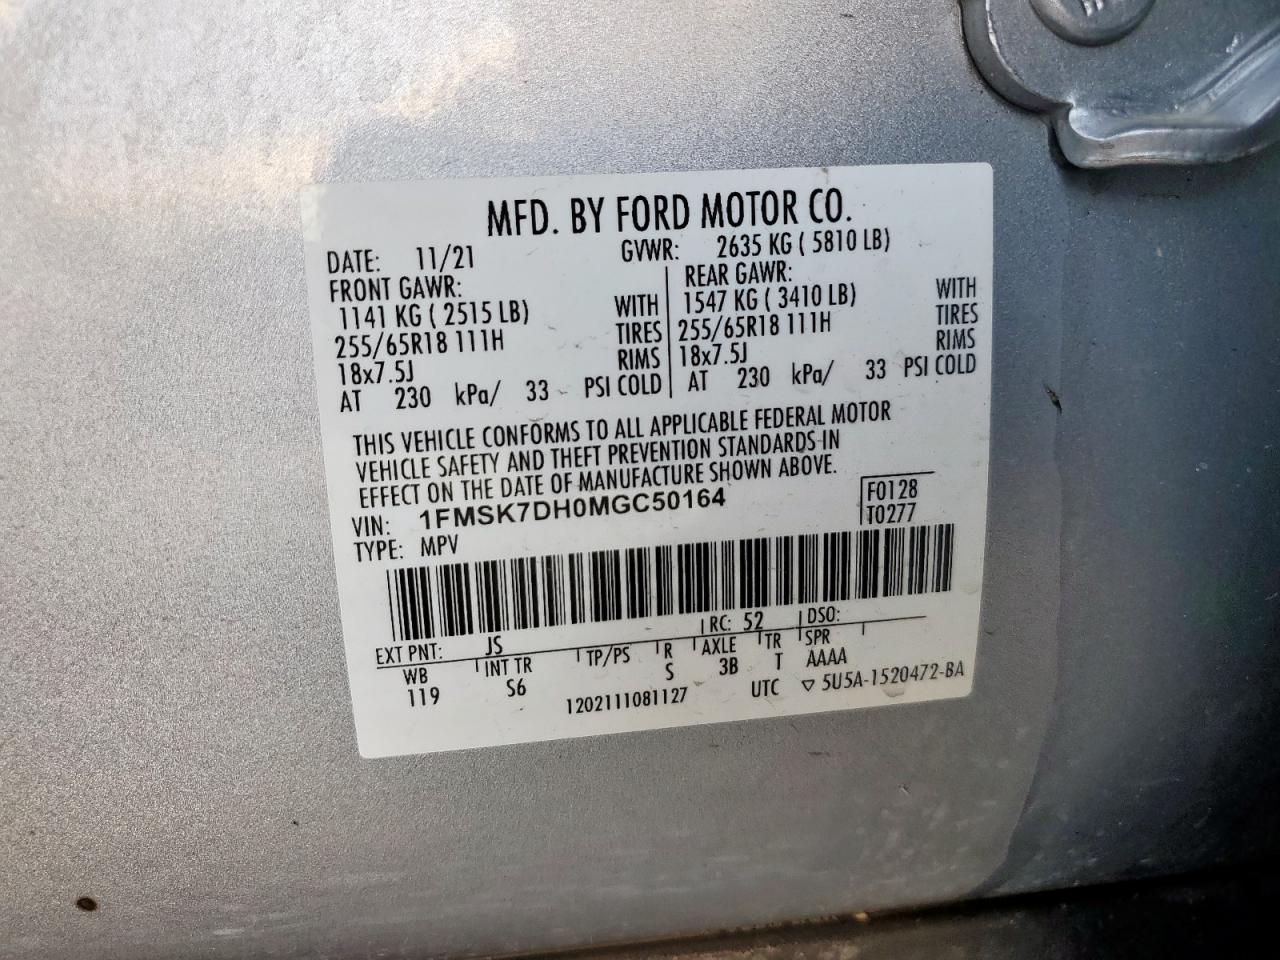 MFD. BY FORD MOTOR CO.
DATE: 11/21 GVWR: 2635 KG ( 5810 LB)
FRONT GAWR: REAR GAWR:
1141 KG ( 2515 LB) WITH 1547 KG ( 3410 LB) WITH
255/65R18 111H TIRES 255/65R18 111H TIRES
18x7.5J RIMS 18x7.5J RIMS
AT 230 kPa/ 33 PSI COLD AT 230 kPa/ 33 PSI COLD
THIS VEHICLE CONFORMS TO ALL APPLICABLE FEDERAL MOTOR
VEHICLE SAFETY AND THEFT PREVENTION STANDARDS IN
EFFECT ON THE DATE OF MANUFACTURE SHOWN ABOVE.
VIN: 1FMSK7DH0MGC50164 F0128
TYPE: MPV T0277
EXT PNT: JS RC: 52 DSO:
WB INT TR TP/PS R AXLE TR SPR
119 S6 S 3B T AAAA
1202111081127 UTC ▽ 5U5A-1520472-BA